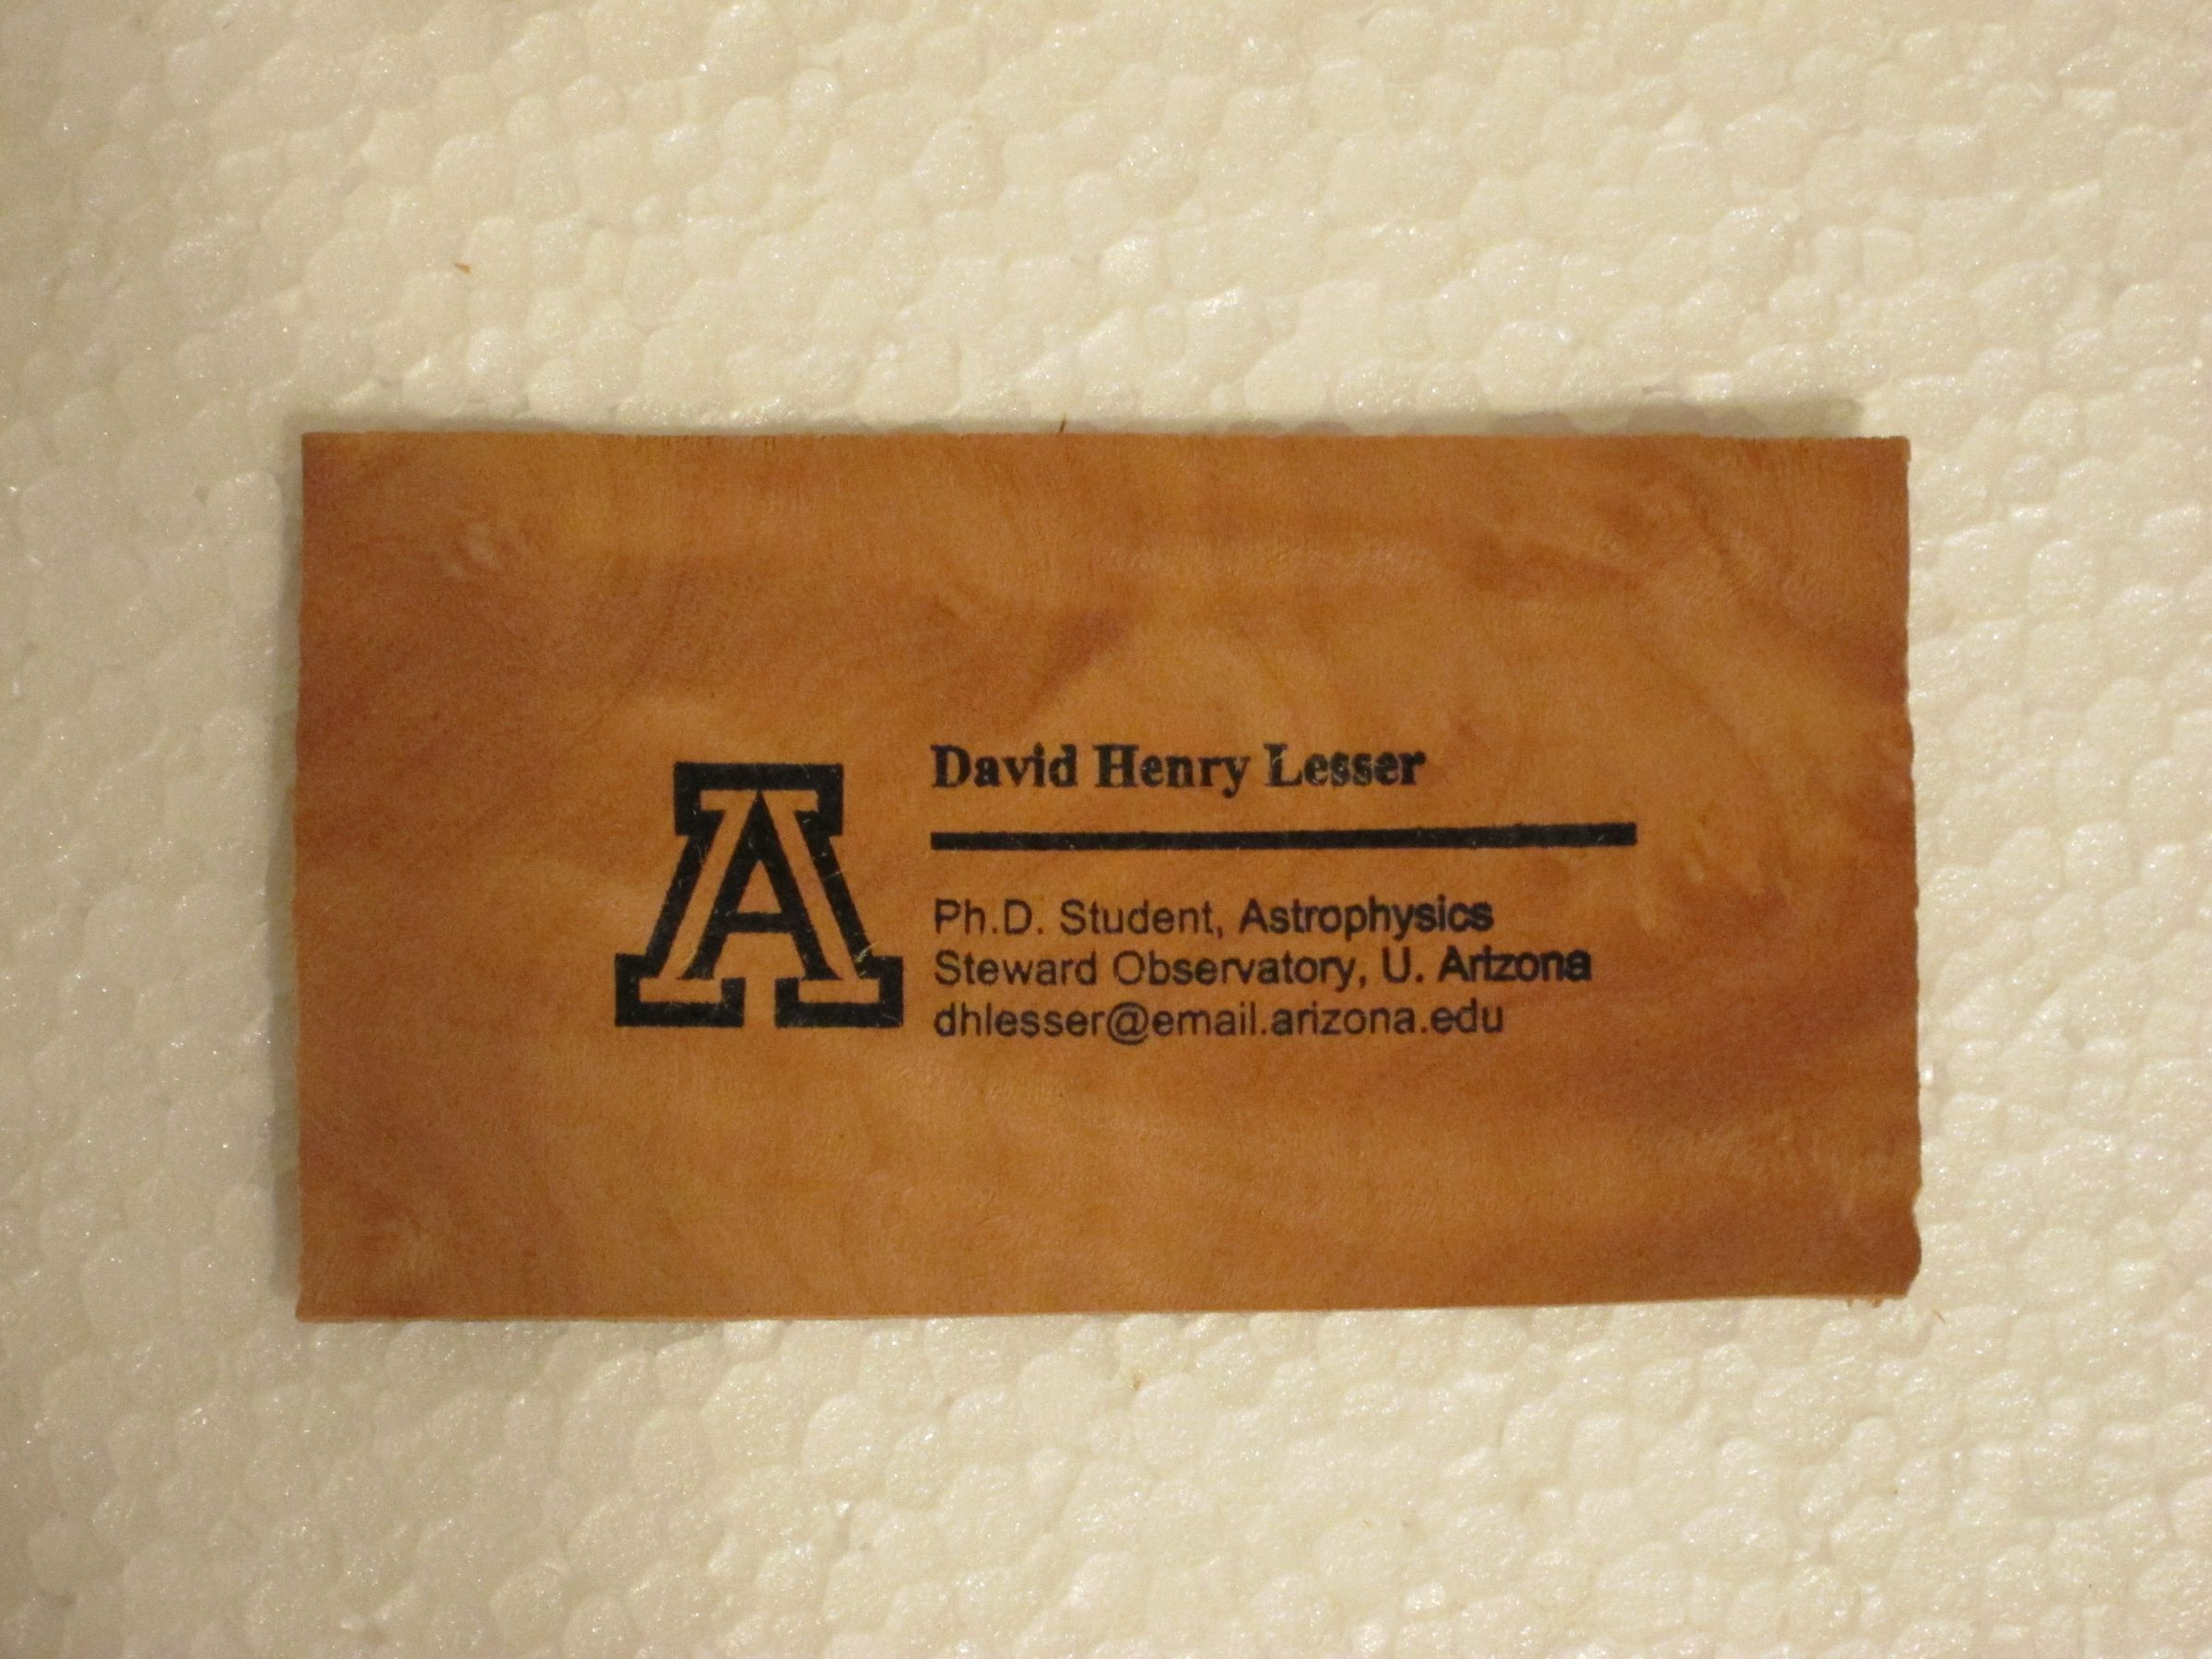 A
David Henry Lesser
Ph.D. Student, Astrophysics
Steward Observatory, U. Arizona
dhlesser@email.arizona.edu